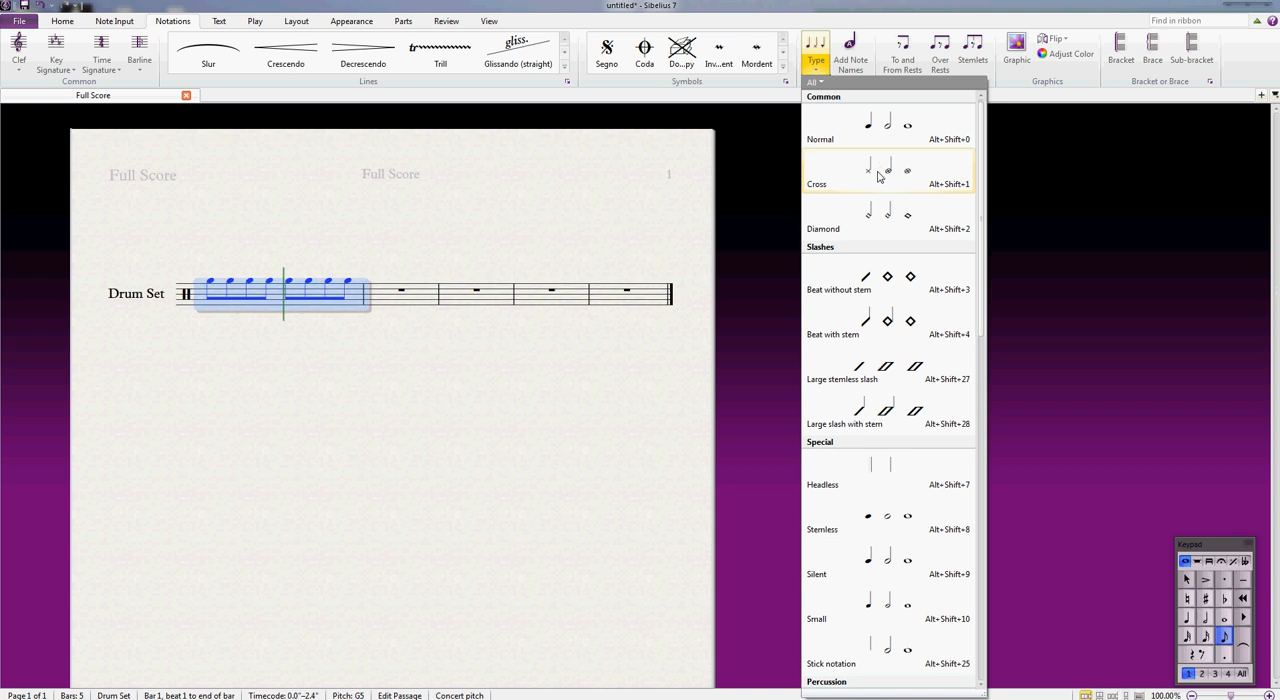 untitled* - Sibelius 7
File Home Note Input Notations Text Play Layout Appearance Parts Review View Find in ribbon
Clef Key Signature Time Signature Barline
Common
Slur Crescendo Decrescendo Trill gliss. Glissando (straight)
Lines
Segno Coda Do...py Inv...ent Mordent
Symbols
Type Add Note Names To and From Rests Over Rests Stemlets
Graphic Flip Adjust Color
Graphics
Bracket Brace Sub-bracket
Bracket or Brace
Full Score
All
Common
Normal Alt+Shift+0
Cross Alt+Shift+1
Diamond Alt+Shift+2
Slashes
Beat without stem Alt+Shift+3
Beat with stem Alt+Shift+4
Large stemless slash Alt+Shift+27
Large slash with stem Alt+Shift+28
Special
Headless Alt+Shift+7
Stemless Alt+Shift+8
Silent Alt+Shift+9
Small Alt+Shift+10
Stick notation Alt+Shift+25
Percussion
Full Score Full Score 1
Drum Set
Keypad
1 2 3 4 All
Page 1 of 1 Bars: 5 Drum Set Bar 1, beat 1 to end of bar Timecode: 0.0"-2.4" Pitch: G5 Edit Passage Concert pitch 100.00%